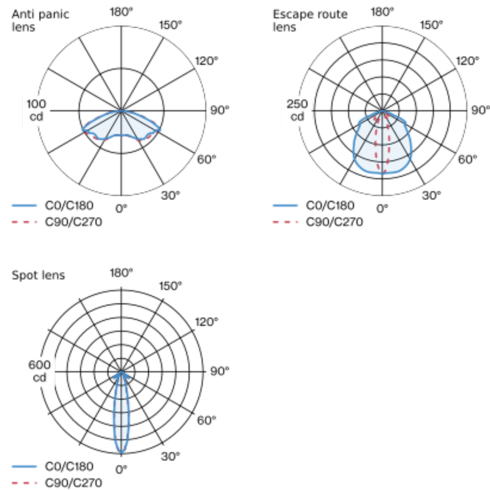 Anti panic
lens
180°
150°
120°
100
cd
90°
60°
30°
0°
C0/C180
C90/C270
Escape route
lens
180°
150°
120°
250
cd
90°
60°
30°
0°
C0/C180
C90/C270
Spot lens
180°
150°
120°
600
cd
90°
60°
30°
0°
C0/C180
C90/C270